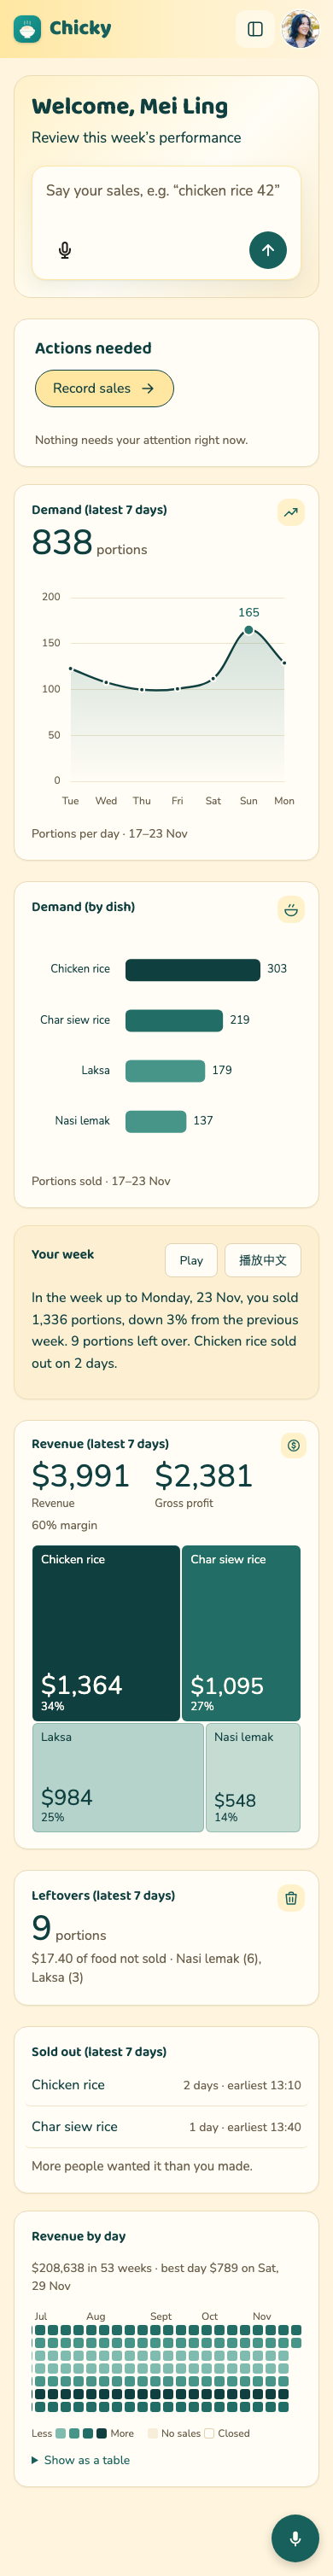 Chicky
Welcome, Mei Ling
Review this week's performance
Say your sales, e.g. “chicken rice 42”
Actions needed
Record sales →
Nothing needs your attention right now.
Demand (latest 7 days)
838 portions
200
165
150
100
50
0
Tue Wed Thu Fri Sat Sun Mon
Portions per day · 17–23 Nov
Demand (by dish)
Chicken rice 303
Char siew rice 219
Laksa 179
Nasi lemak 137
Portions sold · 17–23 Nov
Your week
Play
播放中文
In the week up to Monday, 23 Nov, you sold
1,336 portions, down 3% from the previous
week. 9 portions left over. Chicken rice sold
out on 2 days.
Revenue (latest 7 days)
$3,991 $2,381
Revenue Gross profit
60% margin
Chicken rice
$1,364
34%
Char siew rice
$1,095
27%
Laksa
$984
25%
Nasi lemak
$548
14%
Leftovers (latest 7 days)
9 portions
$17.40 of food not sold · Nasi lemak (6),
Laksa (3)
Sold out (latest 7 days)
Chicken rice 2 days · earliest 13:10
Char siew rice 1 day · earliest 13:40
More people wanted it than you made.
Revenue by day
$208,638 in 53 weeks · best day $789 on Sat,
29 Nov
Jul Aug Sept Oct Nov
Less More No sales Closed
▶ Show as a table